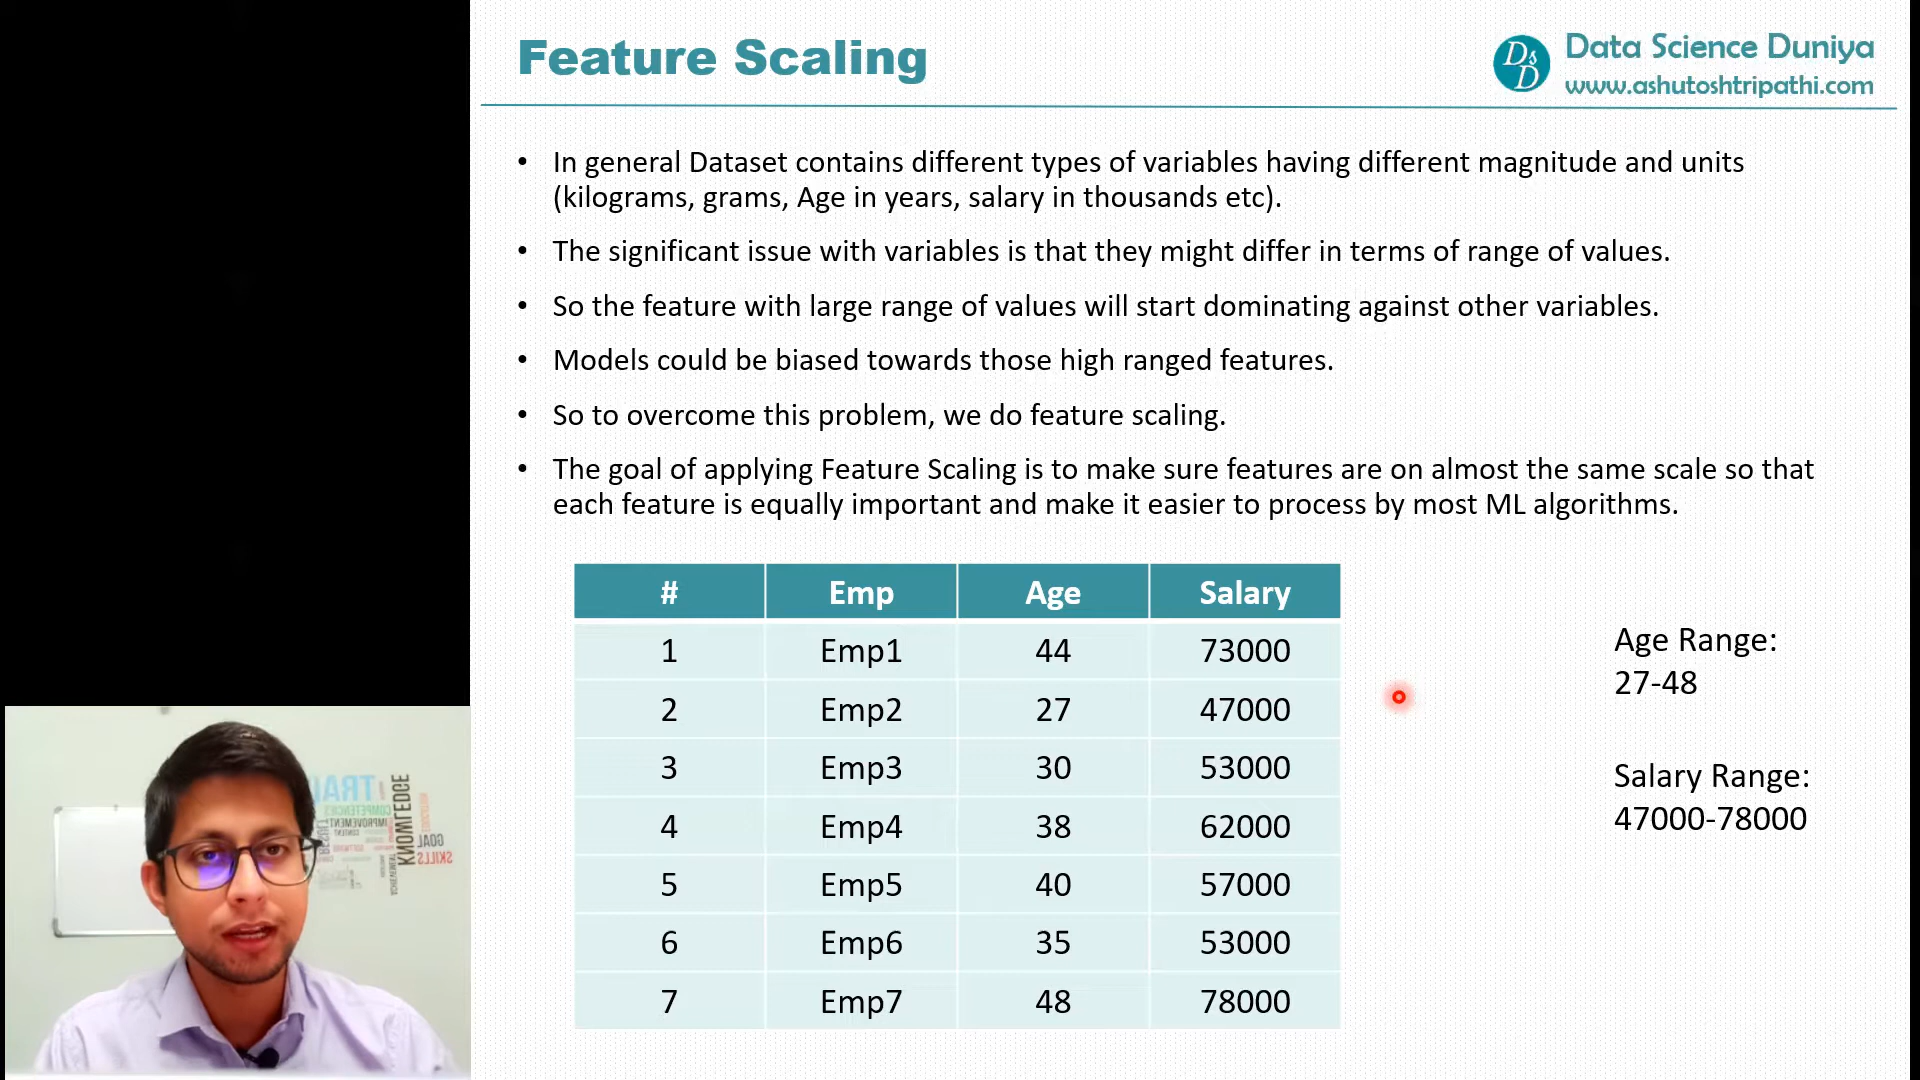 Feature Scaling
DsD
Data Science Duniya
www.ashutoshtripathi.com
• In general Dataset contains different types of variables having different magnitude and units
(kilograms, grams, Age in years, salary in thousands etc).
• The significant issue with variables is that they might differ in terms of range of values.
• So the feature with large range of values will start dominating against other variables.
• Models could be biased towards those high ranged features.
• So to overcome this problem, we do feature scaling.
• The goal of applying Feature Scaling is to make sure features are on almost the same scale so that
each feature is equally important and make it easier to process by most ML algorithms.
# Emp Age Salary
1 Emp1 44 73000
2 Emp2 27 47000
3 Emp3 30 53000
4 Emp4 38 62000
5 Emp5 40 57000
6 Emp6 35 53000
7 Emp7 48 78000
Age Range:
27-48
Salary Range:
47000-78000
TRAI
COMPETENCIES
IMPROVEMENT
KNOWLEDGE
GOAL
SKILLS